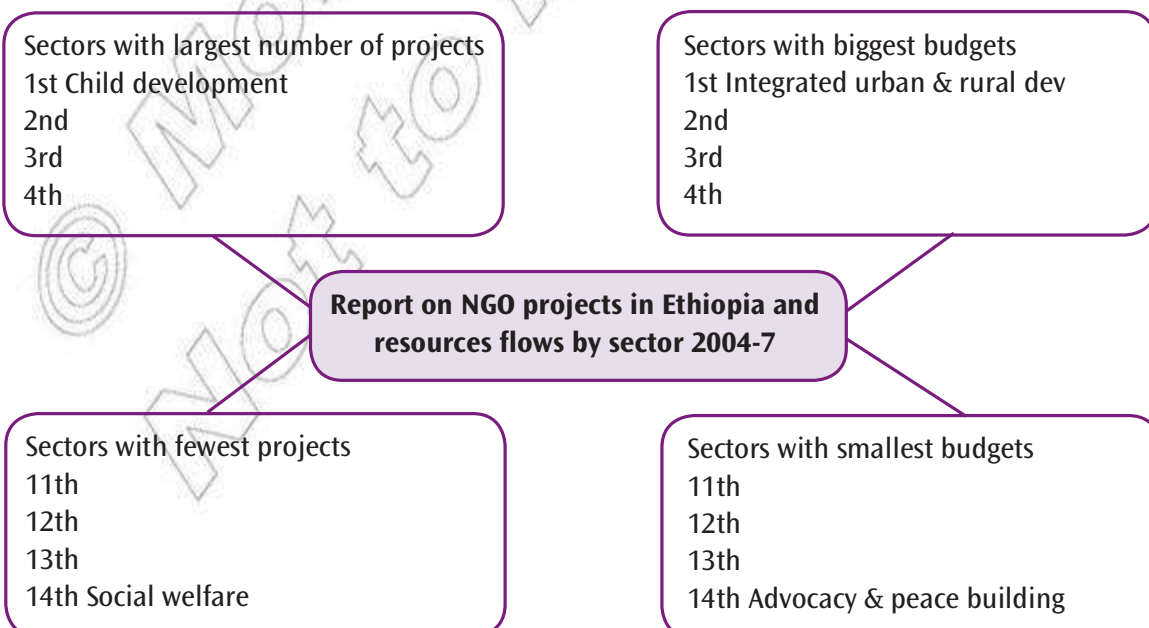 Sectors with largest number of projects
1st Child development
2nd
3rd
4th
Sectors with biggest budgets
1st Integrated urban & rural dev
2nd
3rd
4th
Report on NGO projects in Ethiopia and
resources flows by sector 2004-7
Sectors with fewest projects
11th
12th
13th
14th Social welfare
Sectors with smallest budgets
11th
12th
13th
14th Advocacy & peace building
© Mo
Not to